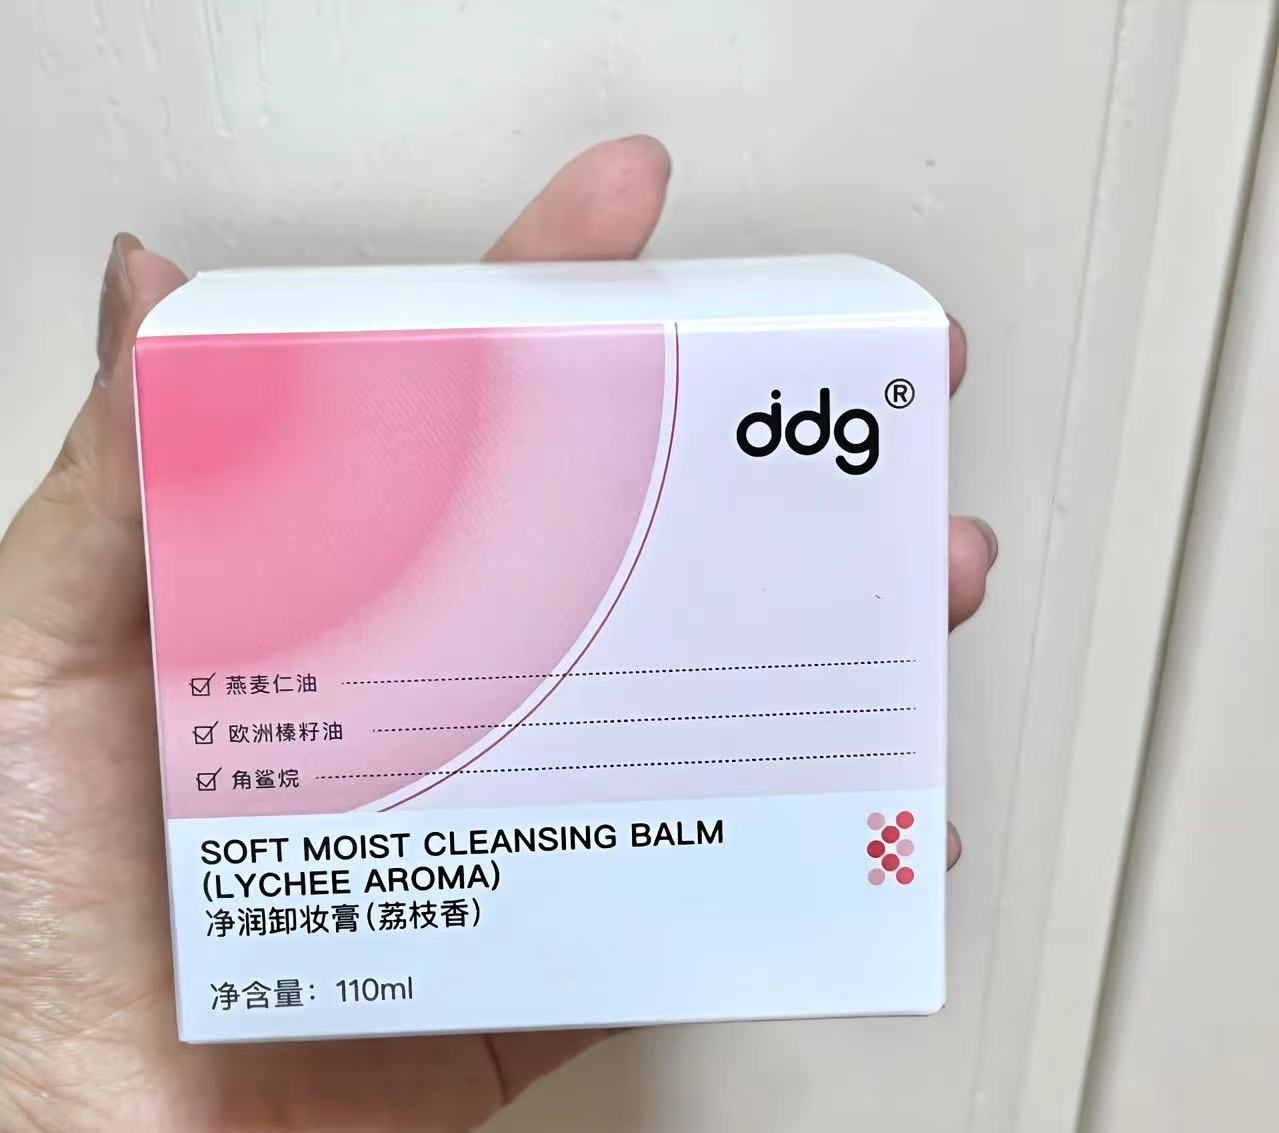 ddg®
燕麦仁油
欧洲榛籽油
角鲨烷
SOFT MOIST CLEANSING BALM
(LYCHEE AROMA)
净润卸妆膏(荔枝香)
净含量：110ml